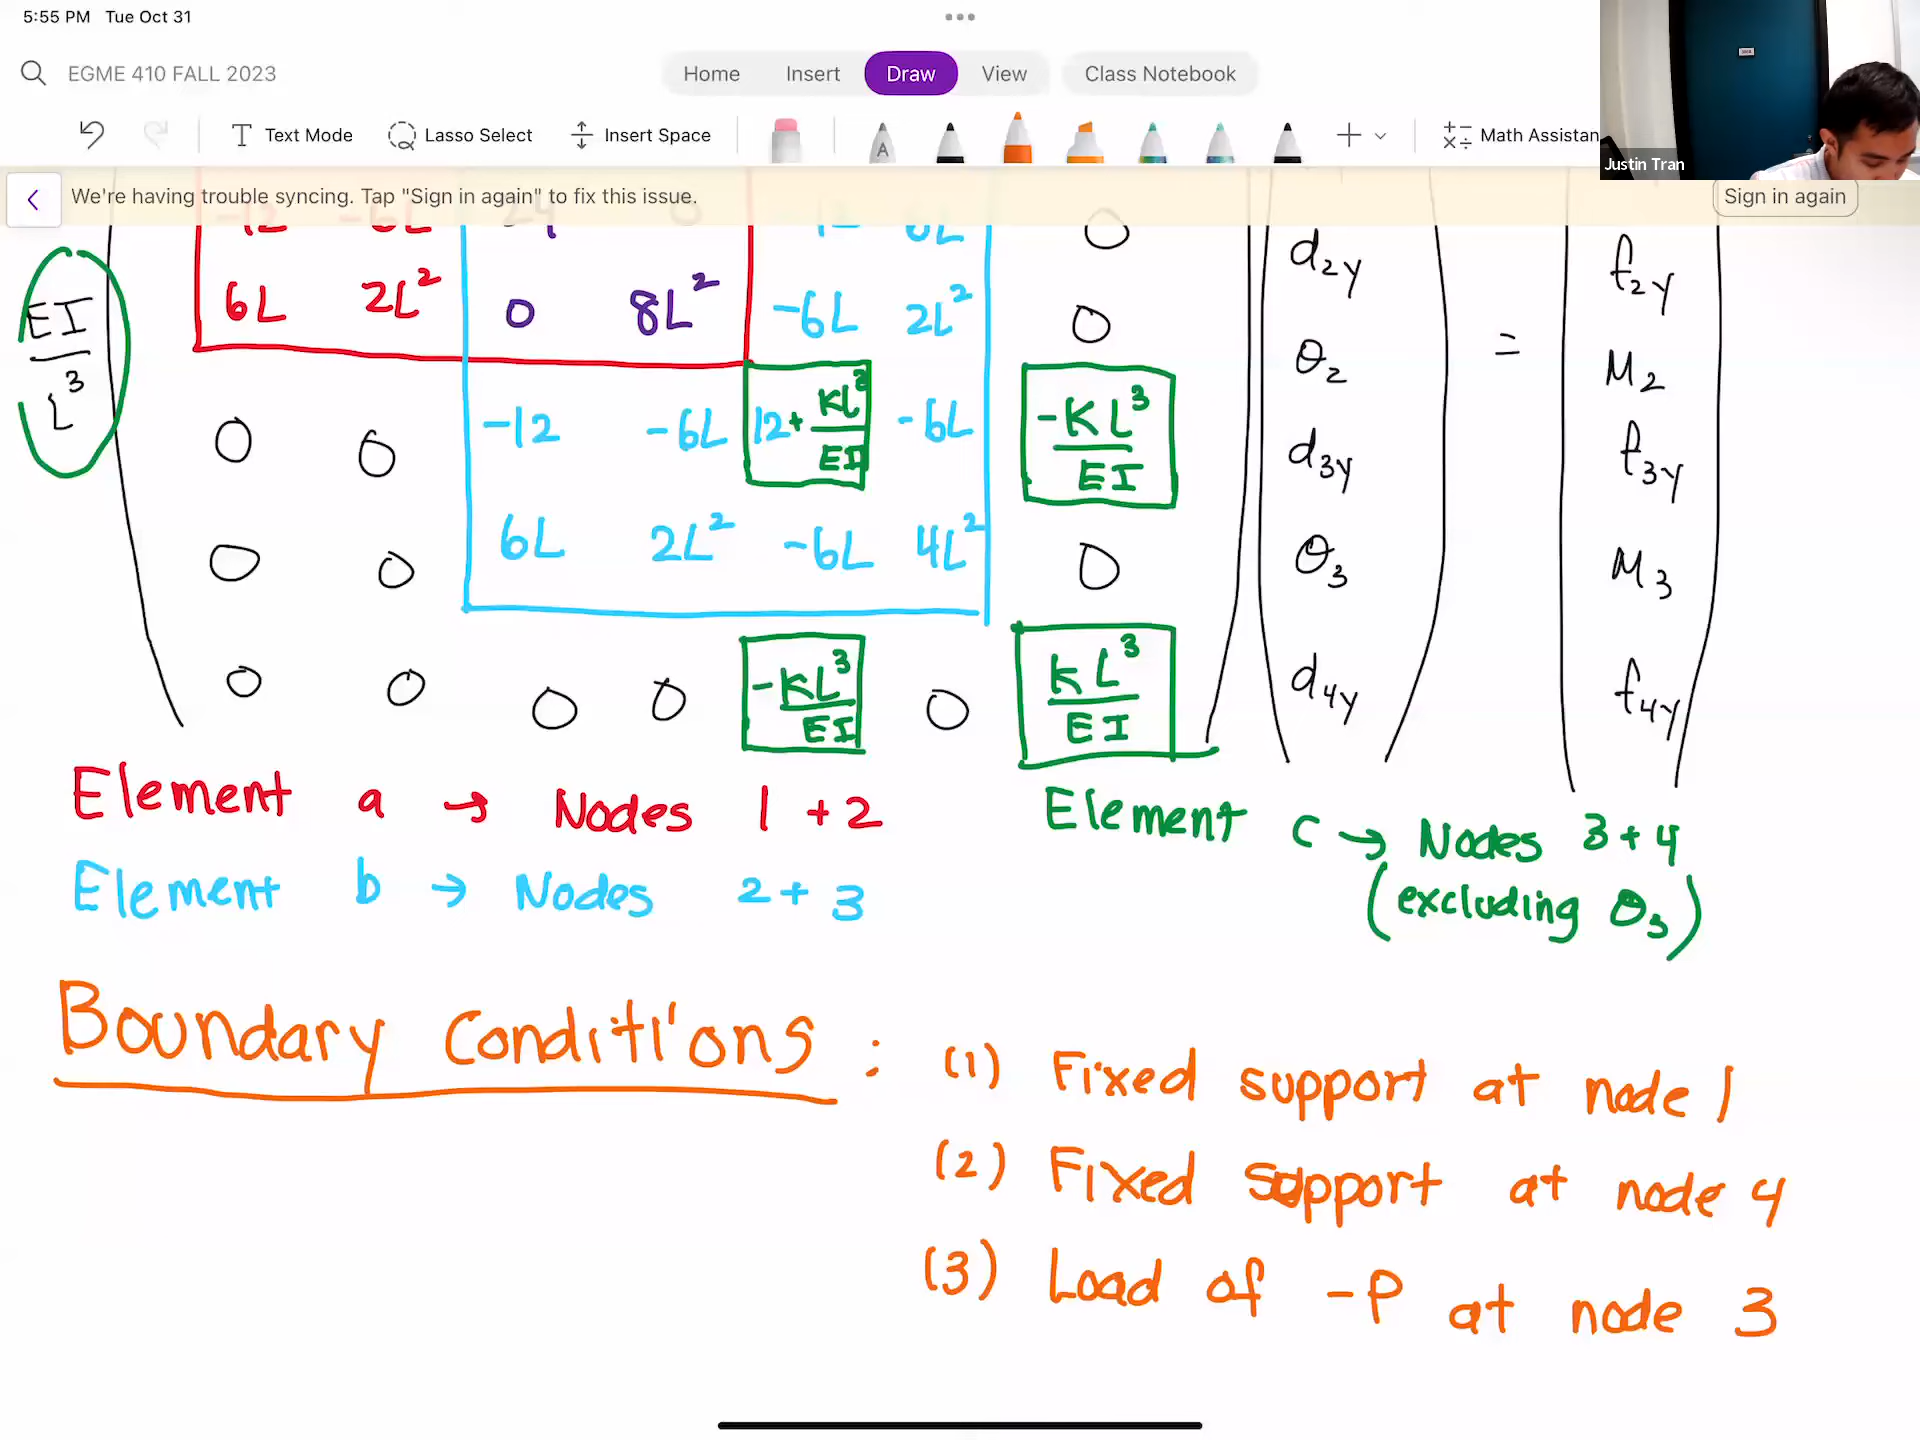 5:55 PM Tue Oct 31
EGME 410 FALL 2023
Home Insert Draw View Class Notebook
Text Mode Lasso Select Insert Space A Math Assistan
Justin Tran
We're having trouble syncing. Tap "Sign in again" to fix this issue. Sign in again
-12 -6L 0 -12 6L 0 d2y f2y
EI/L³
6L 2L² 0 8L² -6L 2L² 0 θ2 = M2
0 0 -12 -6L 12+ KL³/EI -6L -KL³/EI d3y f3y
0 0 6L 2L² -6L 4L² 0 θ3 M3
0 0 0 0 -KL³/EI 0 KL³/EI d4y f4y
Element a → Nodes 1 + 2
Element b → Nodes 2 + 3
Element c → Nodes 3 + 4
(excluding θ3)
Boundary Conditions :
(1) Fixed support at node 1
(2) Fixed support at node 4
(3) Load of -P at node 3